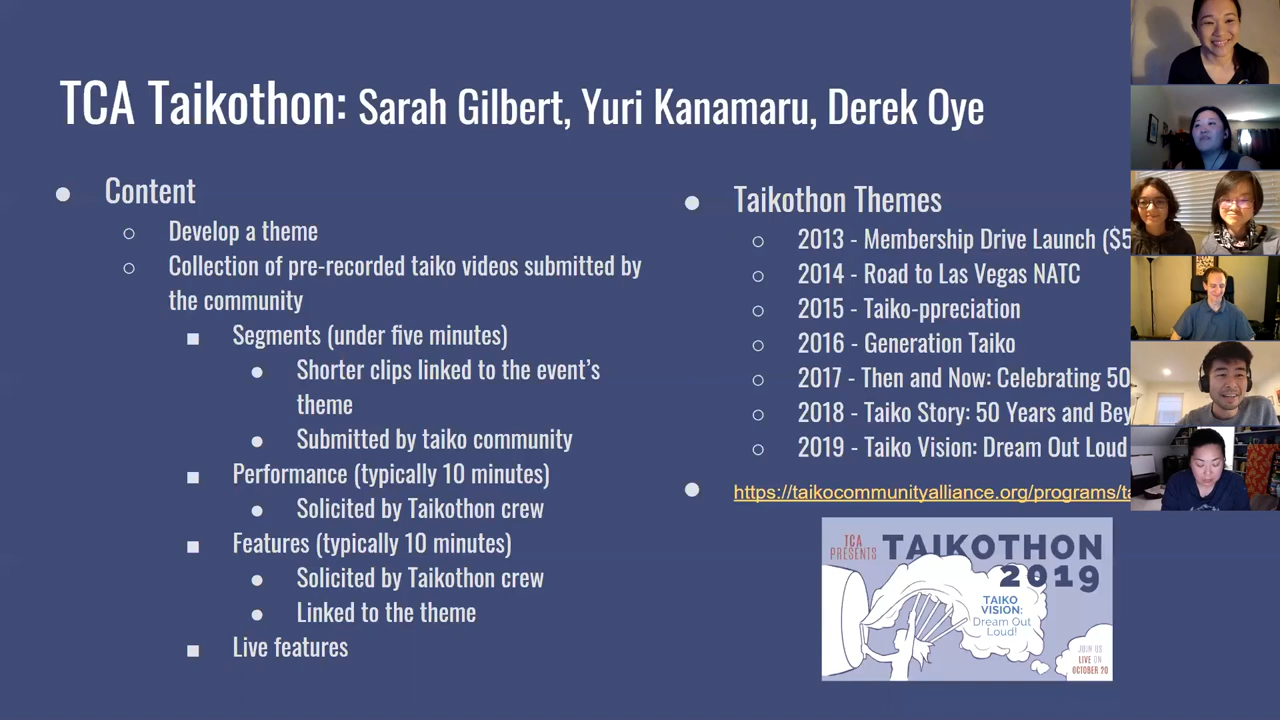 TCA Taikothon: Sarah Gilbert, Yuri Kanamaru, Derek Oye
Content
Develop a theme
Collection of pre-recorded taiko videos submitted by
the community
Segments (under five minutes)
Shorter clips linked to the event's
theme
Submitted by taiko community
Performance (typically 10 minutes)
Solicited by Taikothon crew
Features (typically 10 minutes)
Solicited by Taikothon crew
Linked to the theme
Live features
Taikothon Themes
2013 - Membership Drive Launch ($5
2014 - Road to Las Vegas NATC
2015 - Taiko-ppreciation
2016 - Generation Taiko
2017 - Then and Now: Celebrating 50
2018 - Taiko Story: 50 Years and Bey
2019 - Taiko Vision: Dream Out Loud
https://taikocommunityalliance.org/programs/ta
TCA
PRESENTS
TAIKOTHON
2019
TAIKO
VISION:
Dream Out
Loud!
JOIN US
LIVE ON
OCTOBER 20